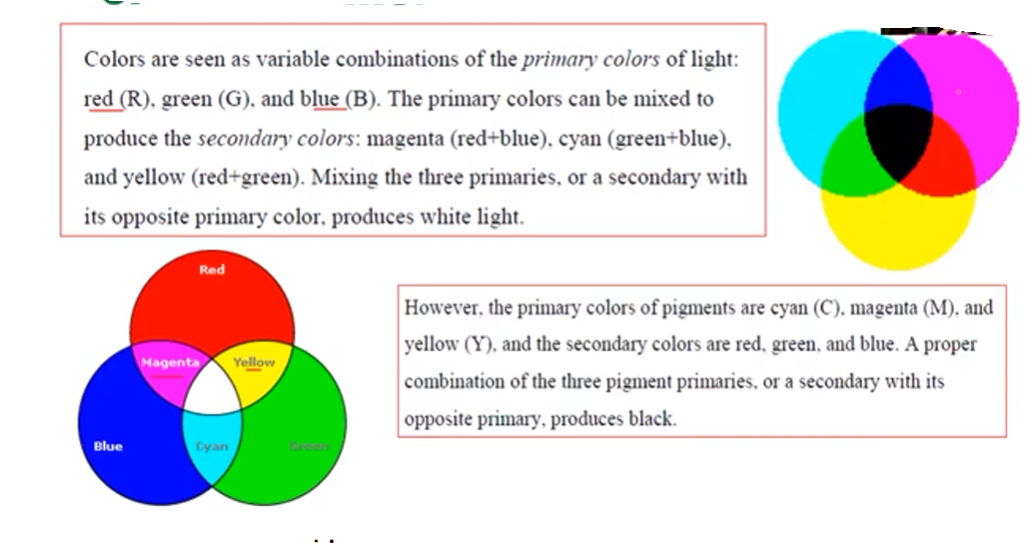 Colors are seen as variable combinations of the primary colors of light:
red (R), green (G), and blue (B). The primary colors can be mixed to
produce the secondary colors: magenta (red+blue), cyan (green+blue),
and yellow (red+green). Mixing the three primaries, or a secondary with
its opposite primary color, produces white light.
Red
Magenta Yellow
Blue Cyan Green
However, the primary colors of pigments are cyan (C), magenta (M), and
yellow (Y), and the secondary colors are red, green, and blue. A proper
combination of the three pigment primaries, or a secondary with its
opposite primary, produces black.